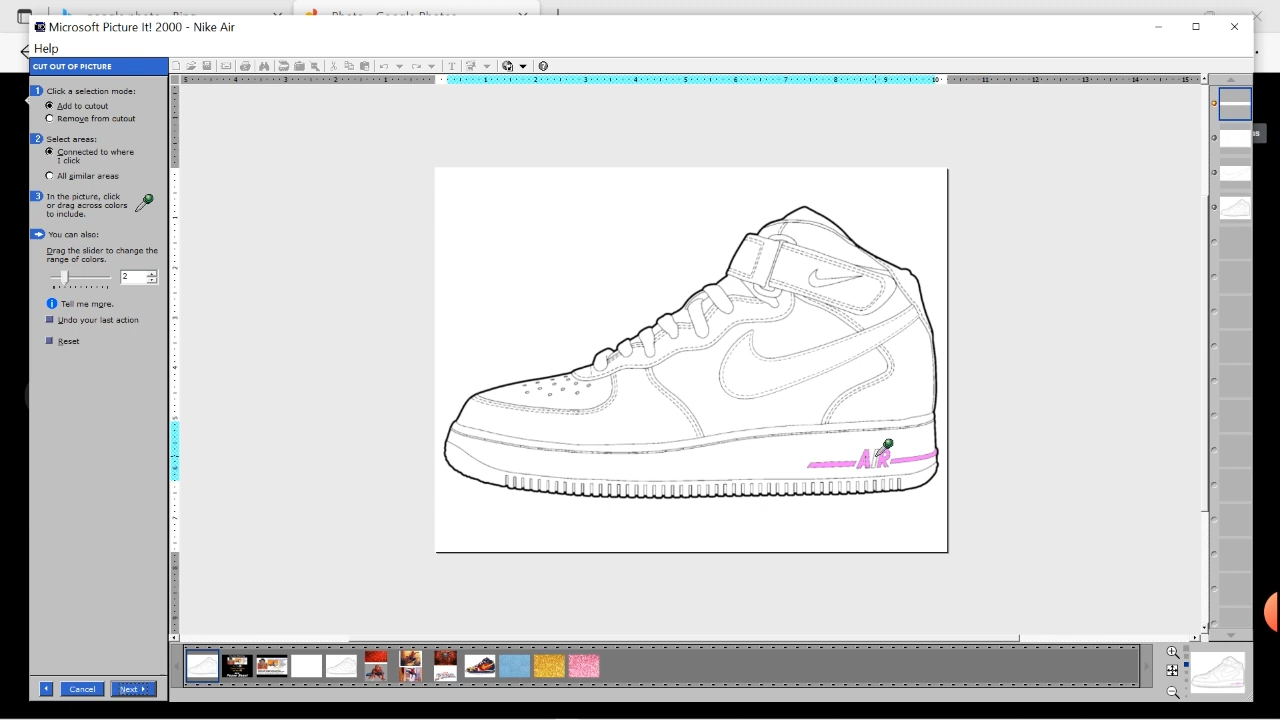 Microsoft Picture It! 2000 - Nike Air
Help
CUT OUT OF PICTURE
1 Click a selection mode:
Add to cutout
Remove from cutout
2 Select areas:
Connected to where
I click
All similar areas
3 In the picture, click
or drag across colors
to include.
You can also:
Drag the slider to change the
range of colors.
2
Tell me more.
Undo your last action
Reset
AIR
Cancel
Next